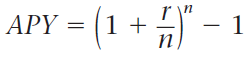 APY = (1 + r/n)^n − 1